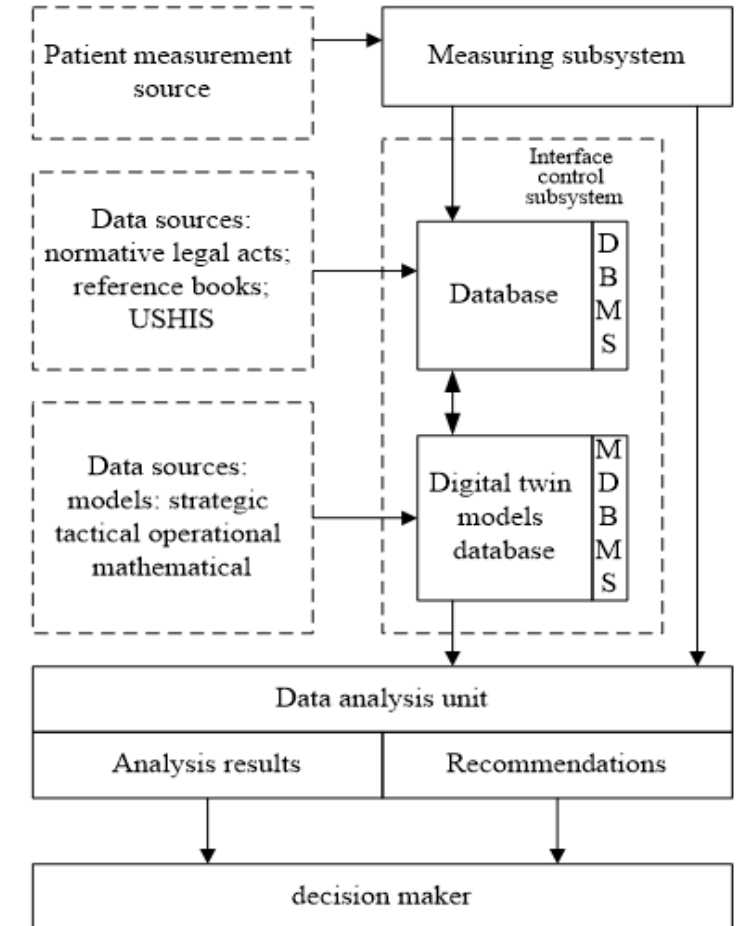 Patient measurement
source
Measuring subsystem
Interface
control
subsystem
Data sources:
normative legal acts;
reference books;
USHIS
Database
D
B
M
S
Data sources:
models: strategic
tactical operational
mathematical
Digital twin
models
database
M
D
B
M
S
Data analysis unit
Analysis results
Recommendations
decision maker